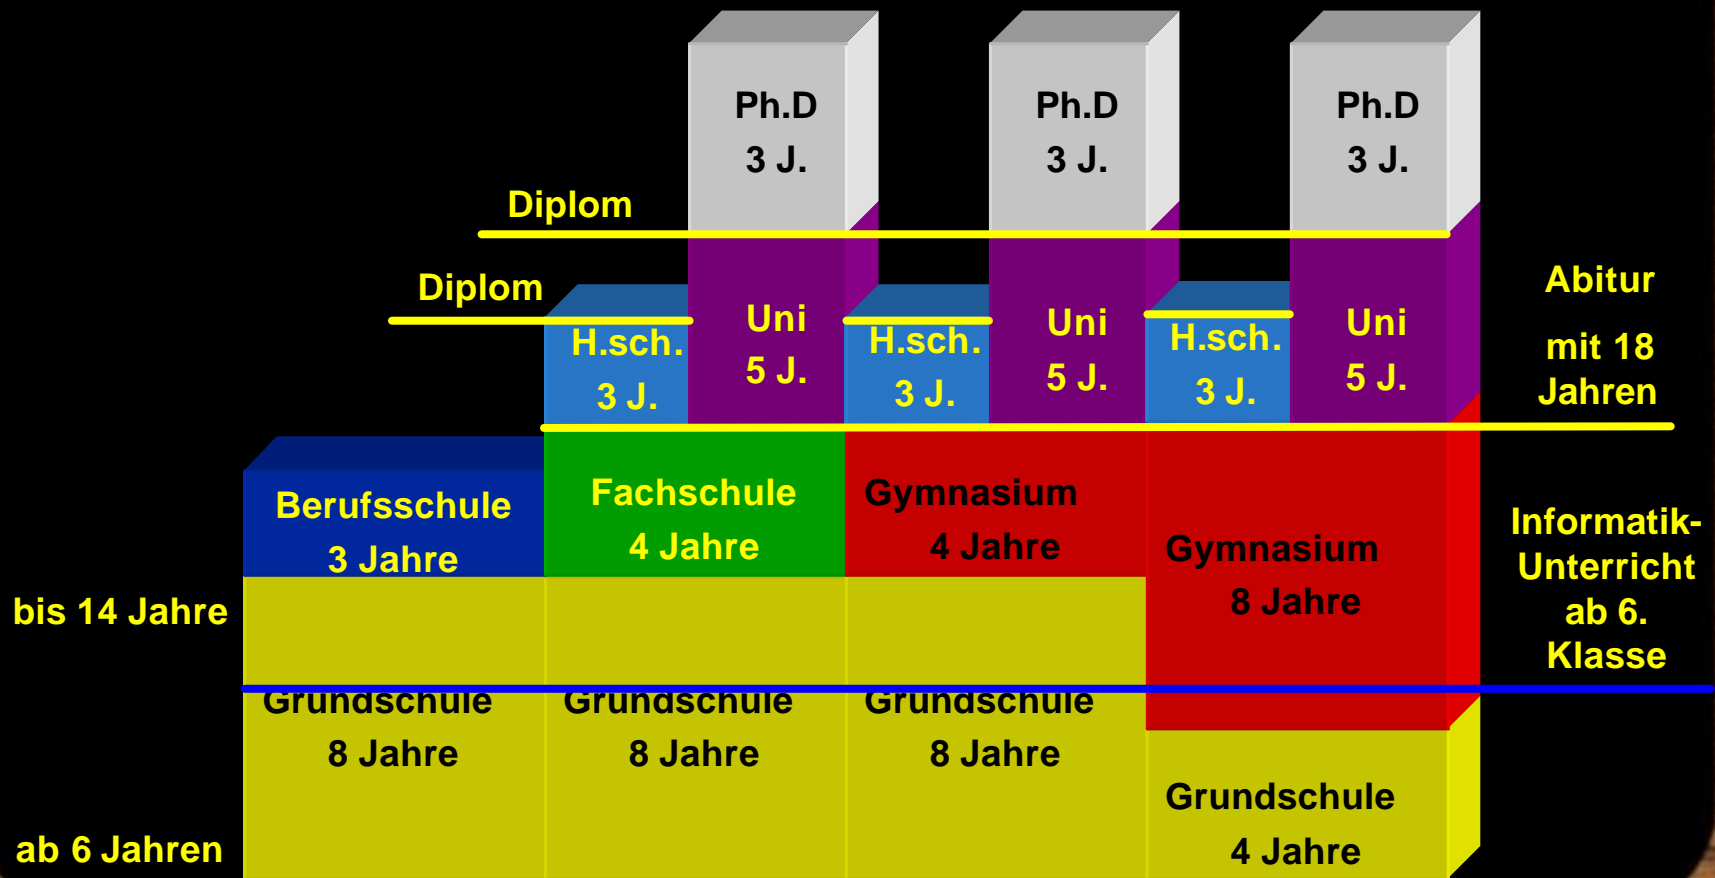 Ph.D
3 J.
Ph.D
3 J.
Ph.D
3 J.
Diplom
Diplom
H.sch.
3 J.
Uni
5 J.
H.sch.
3 J.
Uni
5 J.
H.sch.
3 J.
Uni
5 J.
Abitur
mit 18
Jahren
Berufsschule
3 Jahre
Fachschule
4 Jahre
Gymnasium
4 Jahre
Gymnasium
8 Jahre
Informatik-
Unterricht
ab 6.
Klasse
bis 14 Jahre
Grundschule
8 Jahre
Grundschule
8 Jahre
Grundschule
8 Jahre
Grundschule
4 Jahre
ab 6 Jahren